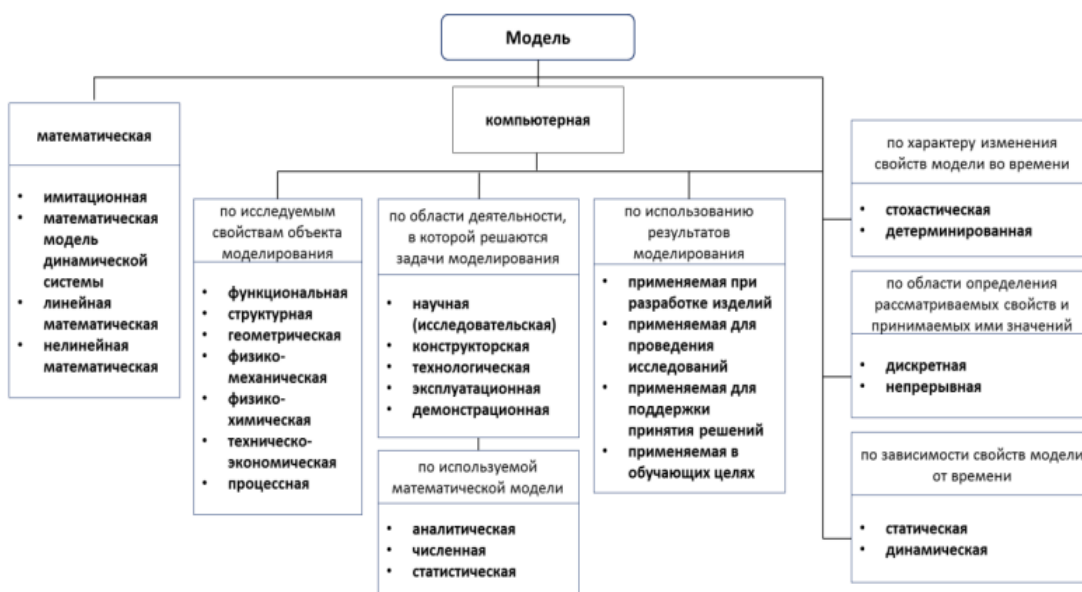 Модель
математическая
• имитационная
• математическая
модель
динамической
системы
• линейная
математическая
• нелинейная
математическая
компьютерная
по исследуемым
свойствам объекта
моделирования
• функциональная
• структурная
• геометрическая
• физико-
механическая
• физико-
химическая
• техническо-
экономическая
• процессная
по области деятельности,
в которой решаются
задачи моделирования
• научная
(исследовательская)
• конструкторская
• технологическая
• эксплуатационная
• демонстрационная
по используемой
математической модели
• аналитическая
• численная
• статистическая
по использованию
результатов
моделирования
• применяемая при
разработке изделий
• применяемая для
проведения
исследований
• применяемая для
поддержки
принятия решений
• применяемая в
обучающих целях
по характеру изменения
свойств модели во времени
• стохастическая
• детерминированная
по области определения
рассматриваемых свойств и
принимаемых ими значений
• дискретная
• непрерывная
по зависимости свойств модели
от времени
• статическая
• динамическая